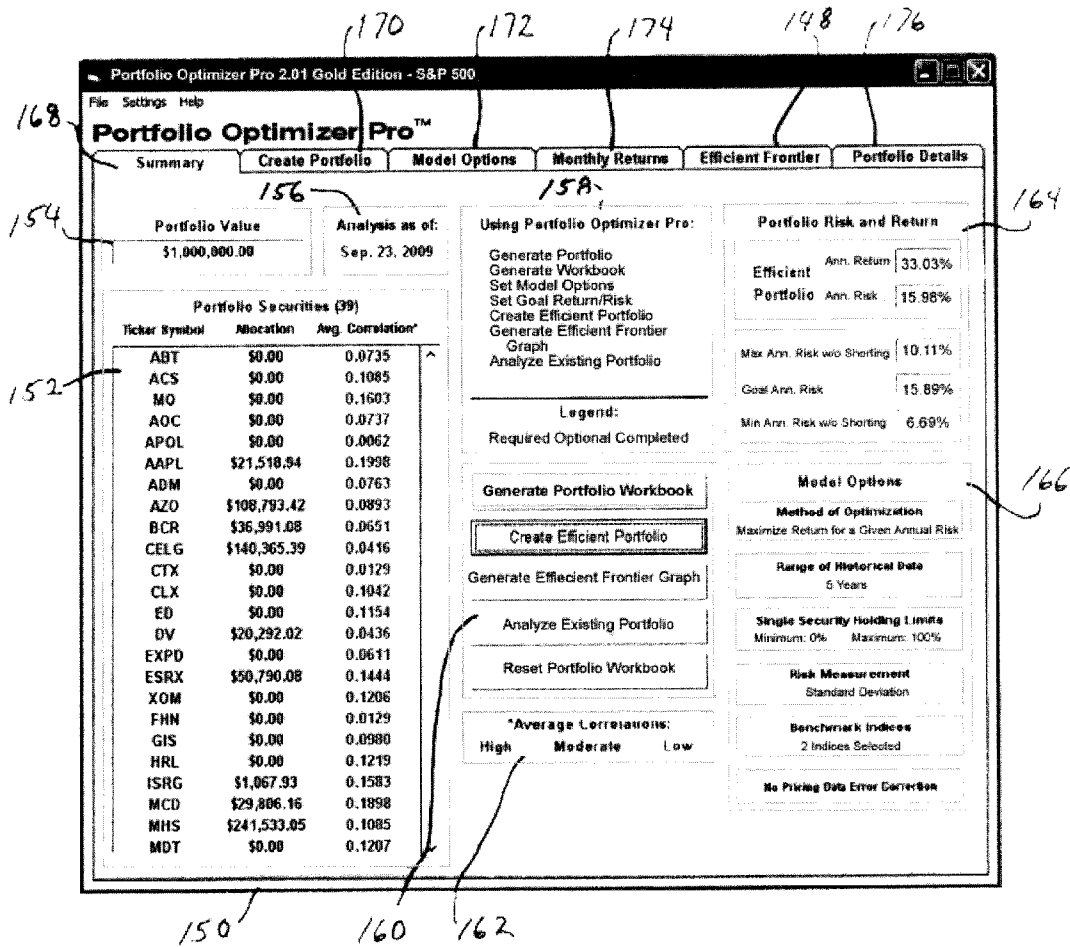 170 172 174 148 176
Portfolio Optimizer Pro 2.01 Gold Edition - S&P 500
File Settings Help
168
Portfolio Optimizer Pro™
Summary Create Portfolio Model Options Monthly Returns Efficient Frontier Portfolio Details
156 158
154 164
Portfolio Value
$1,000,000.00
Analysis as of:
Sep. 23, 2009
Portfolio Securities (39)
Ticker Symbol Allocation Avg. Correlation*
ABT $0.00 0.0735
ACS $0.00 0.1085
MO $0.00 0.1603
AOC $0.00 0.0737
APOL $0.00 0.0062
AAPL $21,518.94 0.1998
ADM $0.00 0.0763
AZO $108,793.42 0.0893
BCR $36,991.08 0.0651
CELG $140,365.39 0.0416
CTX $0.00 0.0129
CLX $0.00 0.1042
ED $0.00 0.1154
DV $20,292.02 0.0436
EXPD $0.00 0.0611
ESRX $50,790.08 0.1444
XOM $0.00 0.1206
FHN $0.00 0.0129
GIS $0.00 0.0980
HRL $0.00 0.1219
ISRG $1,067.93 0.1583
MCD $29,806.16 0.1898
MHS $241,533.05 0.1085
MDT $0.00 0.1207
152
Using Portfolio Optimizer Pro:
Generate Portfolio
Generate Workbook
Set Model Options
Set Goal Return/Risk
Create Efficient Portfolio
Generate Efficient Frontier
Graph
Analyze Existing Portfolio
Legend:
Required Optional Completed
Generate Portfolio Workbook
Create Efficient Portfolio
Generate Effiecient Frontier Graph
Analyze Existing Portfolio
Reset Portfolio Workbook
*Average Correlations:
High Moderate Low
Portfolio Risk and Return
Efficient
Portfolio
Ann. Return 33.03%
Ann. Risk 15.98%
Max Ann. Risk w/o Shorting 10.11%
Goal Ann. Risk 15.89%
Min Ann. Risk w/o Shorting 6.69%
Model Options
166
Method of Optimization
Maximize Return for a Given Annual Risk
Range of Historical Data
5 Years
Single Security Holding Limits
Minimum: 0% Maximum: 100%
Risk Measurement
Standard Deviation
Benchmark Indices
2 Indices Selected
No Pricing Data Error Correction
150 160 162